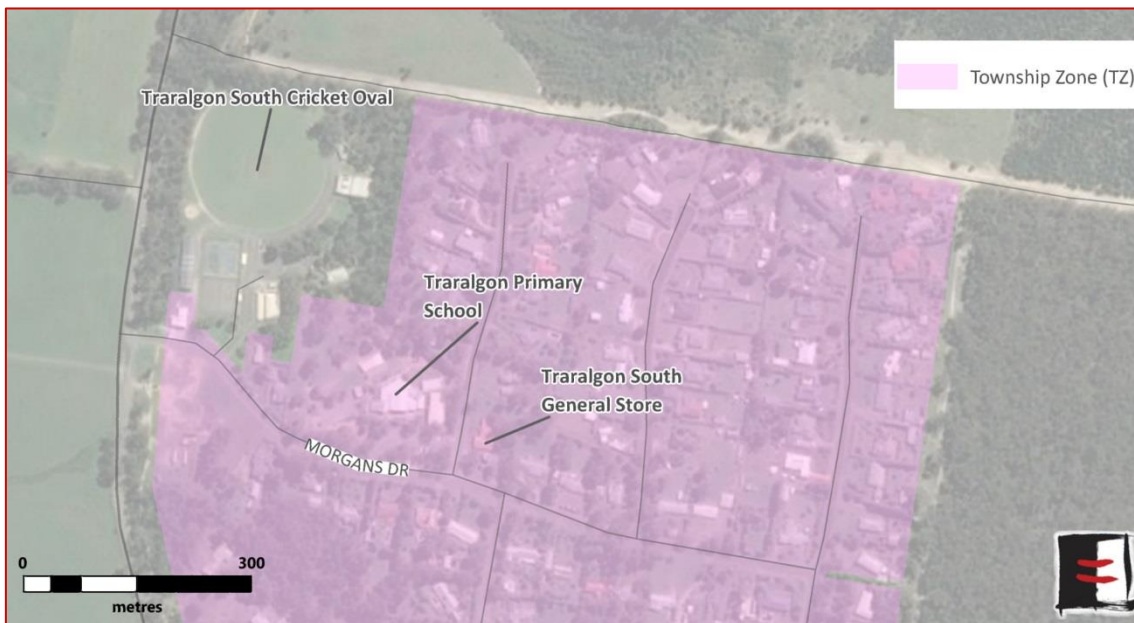 Township Zone (TZ)
Traralgon South Cricket Oval
Traralgon Primary
School
Traralgon South
General Store
MORGANS DR
0 300
metres